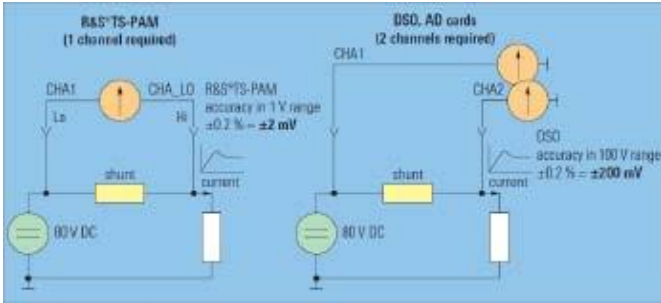 R&S®TS-PAM
(1 channel required)
CHA1
CHA_LO
Lo
Hi
R&S®TS-PAM
accuracy in 1 V range
±0.2 % = ±2 mV
shunt
current
80 V DC
DSO, AD cards
(2 channels required)
CHA1
CHA2
DSO
accuracy in 100 V range
±0.2 % = ±200 mV
shunt
current
80 V DC